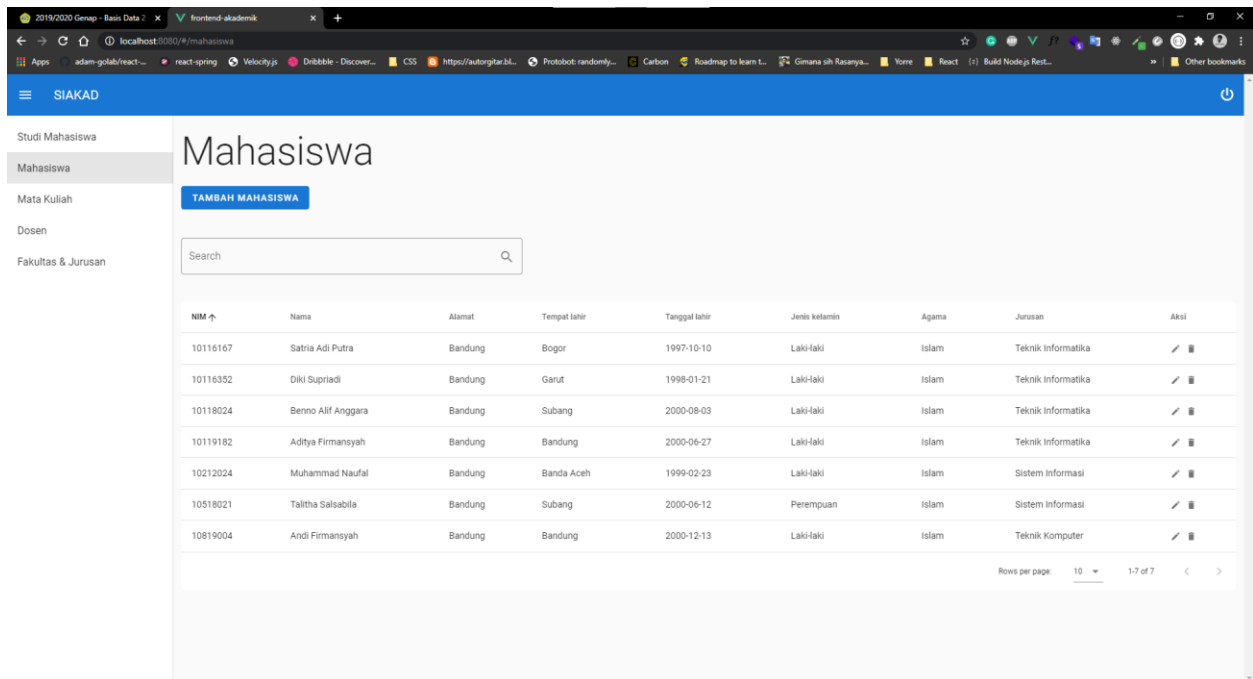 2019/2020 Genap - Basis Data 2
frontend-akademik
localhost:8080/#/mahasiswa
Apps adam-golab/react-... react-spring Velocity.js Dribbble - Discover... CSS https://autorgitar.bl... Protobot: randomly... Carbon Roadmap to learn t... Gimana sih Rasanya... Yorre React Build Node.js Rest... » Other bookmarks
SIAKAD
Studi Mahasiswa
Mahasiswa
Mata Kuliah
Dosen
Fakultas & Jurusan
Mahasiswa
TAMBAH MAHASISWA
Search
NIM Nama Alamat Tempat lahir Tanggal lahir Jenis kelamin Agama Jurusan Aksi
10116167 Satria Adi Putra Bandung Bogor 1997-10-10 Laki-laki Islam Teknik Informatika
10116352 Diki Supriadi Bandung Garut 1998-01-21 Laki-laki Islam Teknik Informatika
10118024 Benno Alif Anggara Bandung Subang 2000-08-03 Laki-laki Islam Teknik Informatika
10119182 Aditya Firmansyah Bandung Bandung 2000-06-27 Laki-laki Islam Teknik Informatika
10212024 Muhammad Naufal Bandung Banda Aceh 1999-02-23 Laki-laki Islam Sistem Informasi
10518021 Talitha Salsabila Bandung Subang 2000-06-12 Perempuan Islam Sistem Informasi
10819004 Andi Firmansyah Bandung Bandung 2000-12-13 Laki-laki Islam Teknik Komputer
Rows per page: 10 1-7 of 7